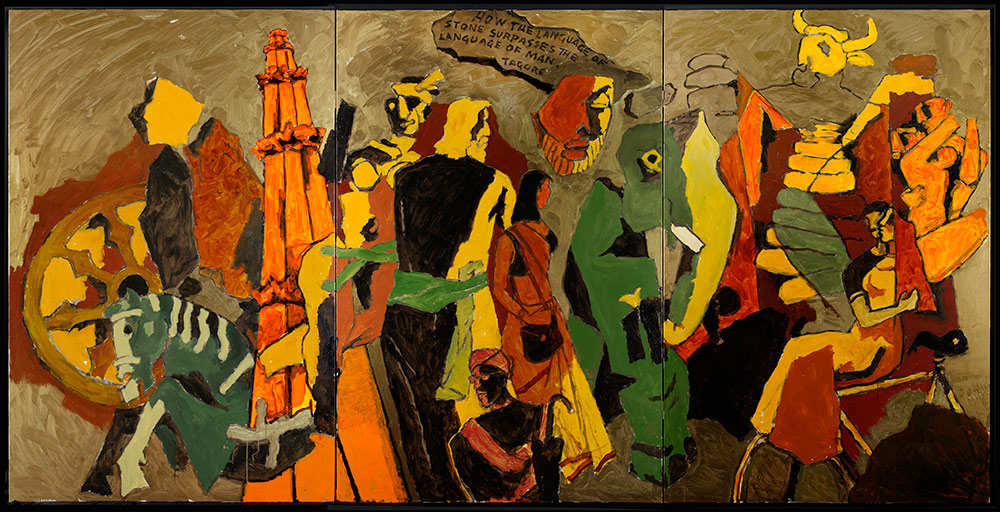 HOW THE LANGUAGE OF
STONE SURPASSES THE
LANGUAGE OF MAN
TAGORE